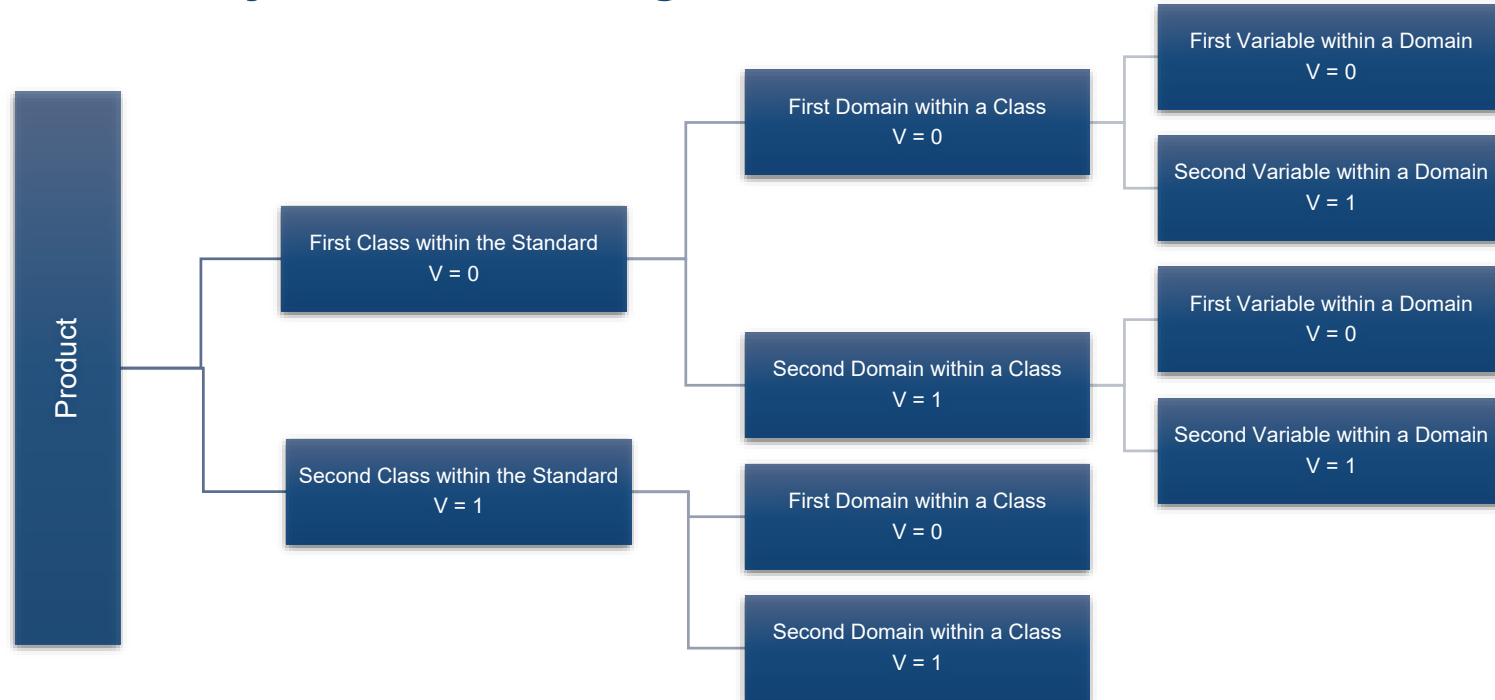 Product
First Class within the Standard
V = 0
Second Class within the Standard
V = 1
First Domain within a Class
V = 0
Second Domain within a Class
V = 1
First Domain within a Class
V = 0
Second Domain within a Class
V = 1
First Variable within a Domain
V = 0
Second Variable within a Domain
V = 1
First Variable within a Domain
V = 0
Second Variable within a Domain
V = 1